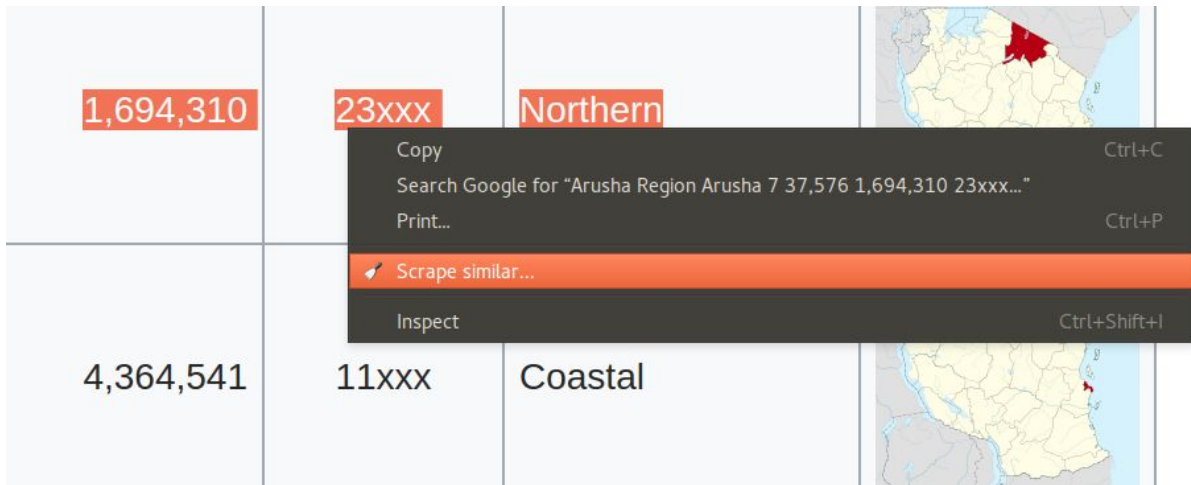 1,694,310 23xxx Northern
Copy Ctrl+C
Search Google for “Arusha Region Arusha 7 37,576 1,694,310 23xxx...”
Print... Ctrl+P
Scrape similar...
Inspect Ctrl+Shift+I
4,364,541 11xxx Coastal